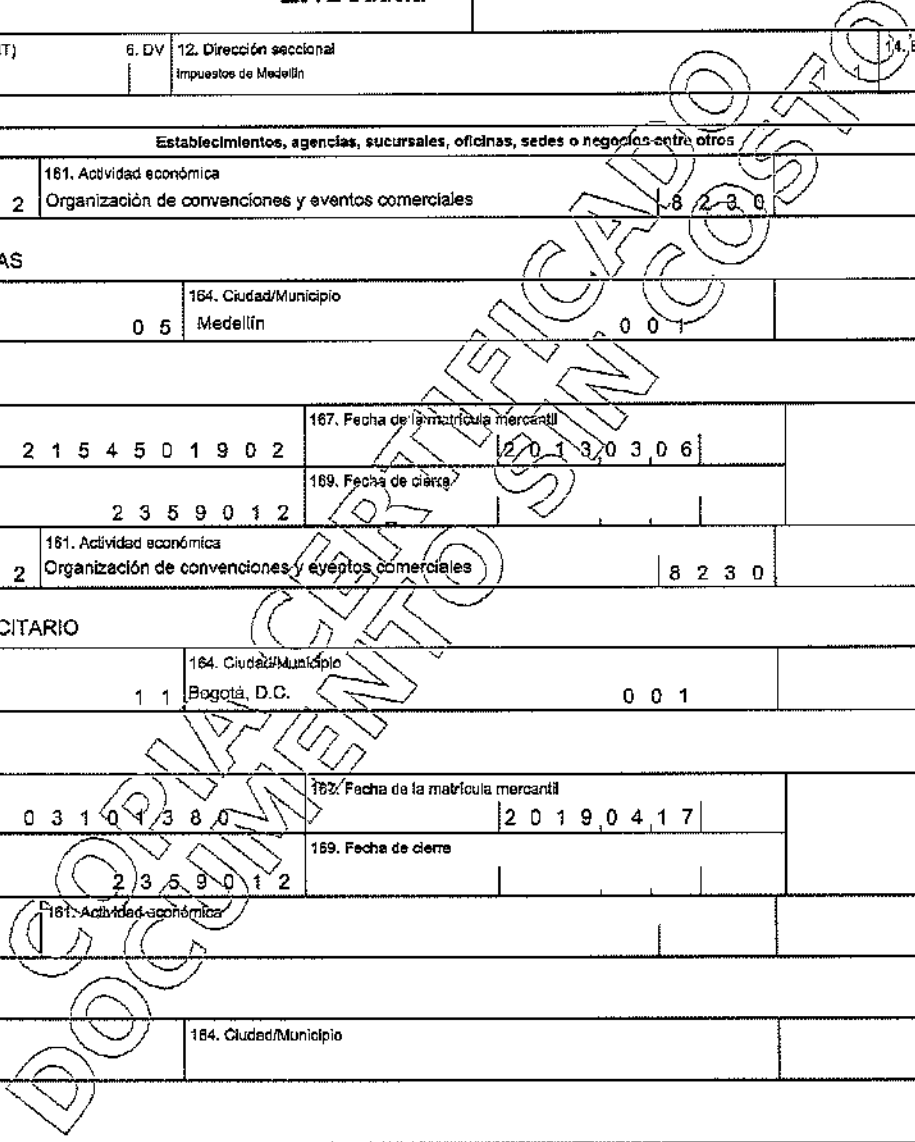 IT) 6. DV 12. Dirección seccional 14.
Impuestos de Medellín
Establecimientos, agencias, sucursales, oficinas, sedes o negocios entre otros
161. Actividad económica
2 Organización de convenciones y eventos comerciales 8 2 3 0
AS
164. Ciudad/Municipio
0 5 Medellín 0 0 1
167. Fecha de la matrícula mercantil
2 1 5 4 5 0 1 9 0 2 2 0 1 3 0 3 0 6
169. Fecha de cierre
2 3 5 9 0 1 2
161. Actividad económica
2 Organización de convenciones y eventos comerciales 8 2 3 0
CITARIO
164. Ciudad/Municipio
1 1 Bogotá, D.C. 0 0 1
167. Fecha de la matrícula mercantil
0 3 1 0 1 3 8 0 2 0 1 9 0 4 1 7
169. Fecha de cierre
2 3 5 9 0 1 2
161. Actividad económica
164. Ciudad/Municipio
COPIA CERTIFICADO
DOCUMENTO SIN COSTO